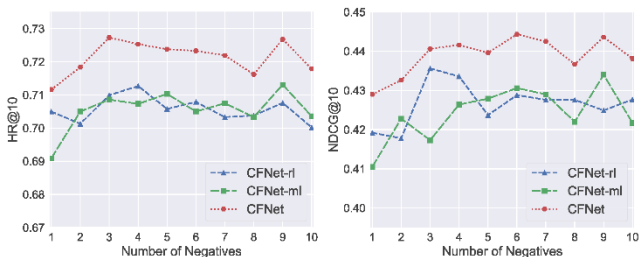 0.73
0.72
0.71
0.70
0.69
0.68
0.67
HR@10
CFNet-rl
CFNet-ml
CFNet
1 2 3 4 5 6 7 8 9 10
Number of Negatives
0.45
0.44
0.43
0.42
0.41
0.40
NDCG@10
CFNet-rl
CFNet-ml
CFNet
1 2 3 4 5 6 7 8 9 10
Number of Negatives